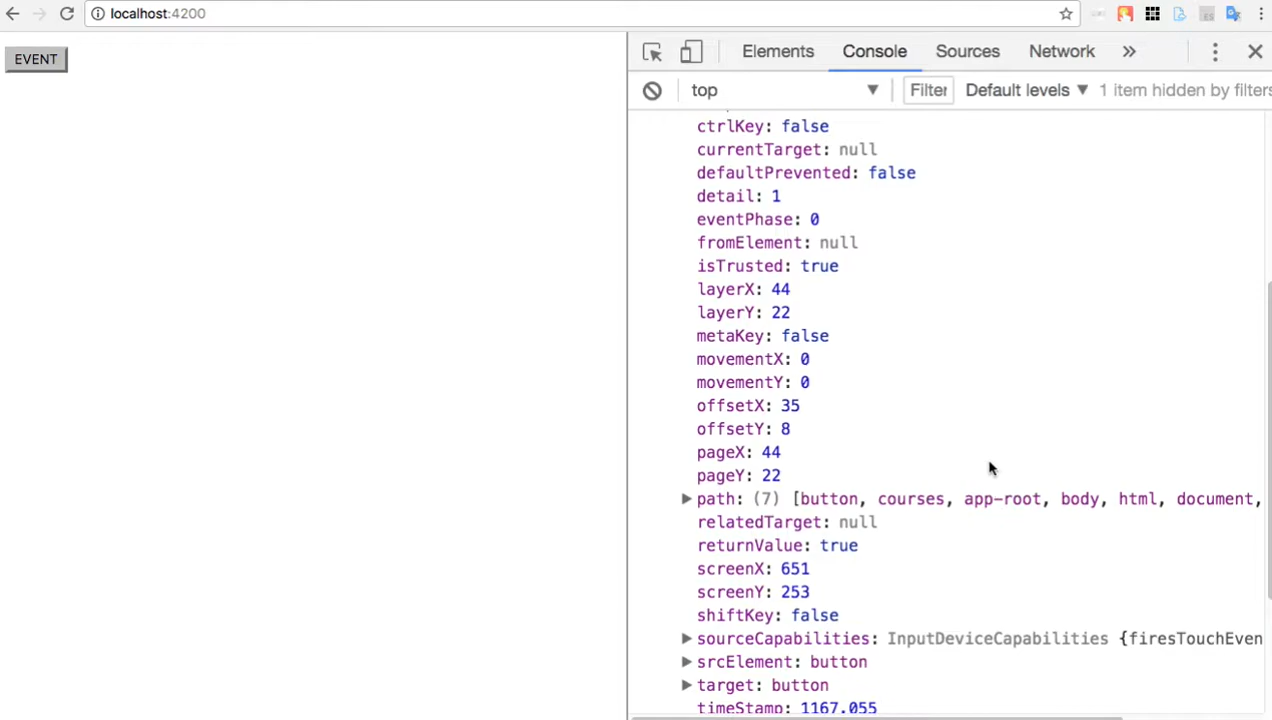 localhost:4200
EVENT
Elements Console Sources Network »
top Filter Default levels 1 item hidden by filters
ctrlKey: false
currentTarget: null
defaultPrevented: false
detail: 1
eventPhase: 0
fromElement: null
isTrusted: true
layerX: 44
layerY: 22
metaKey: false
movementX: 0
movementY: 0
offsetX: 35
offsetY: 8
pageX: 44
pageY: 22
path: (7) [button, courses, app-root, body, html, document,
relatedTarget: null
returnValue: true
screenX: 651
screenY: 253
shiftKey: false
sourceCapabilities: InputDeviceCapabilities {firesTouchEven
srcElement: button
target: button
timeStamp: 1167.055